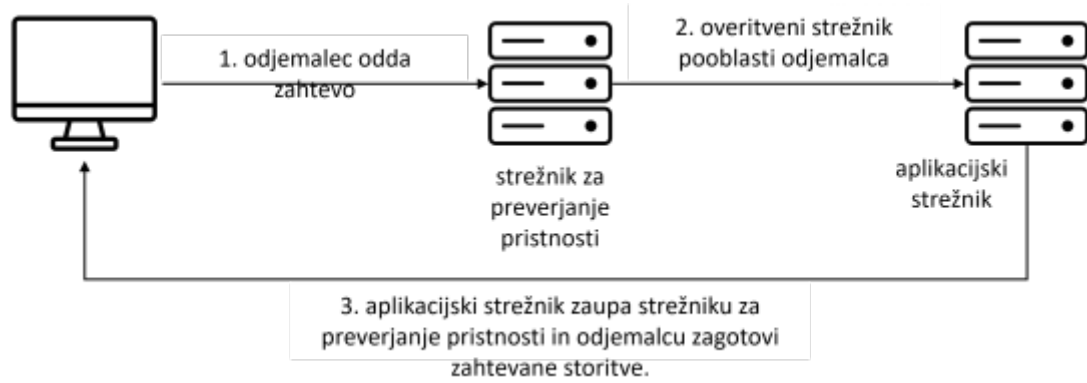 1. odjemalec odda
zahtevo
2. overitveni strežnik
pooblasti odjemalca
strežnik za
preverjanje
pristnosti
aplikacijski
strežnik
3. aplikacijski strežnik zaupa strežniku za
preverjanje pristnosti in odjemalcu zagotovi
zahtevane storitve.